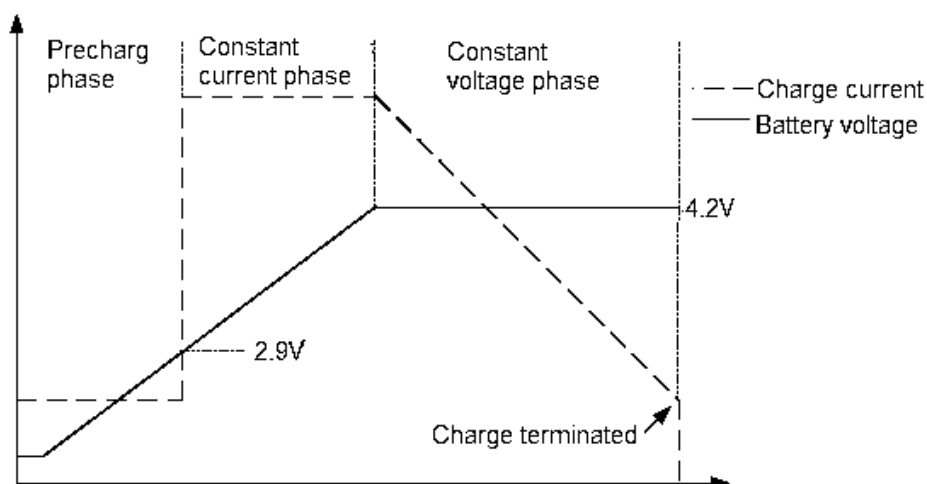 Precharg
phase
Constant
current phase
Constant
voltage phase
Charge current
Battery voltage
4.2V
2.9V
Charge terminated